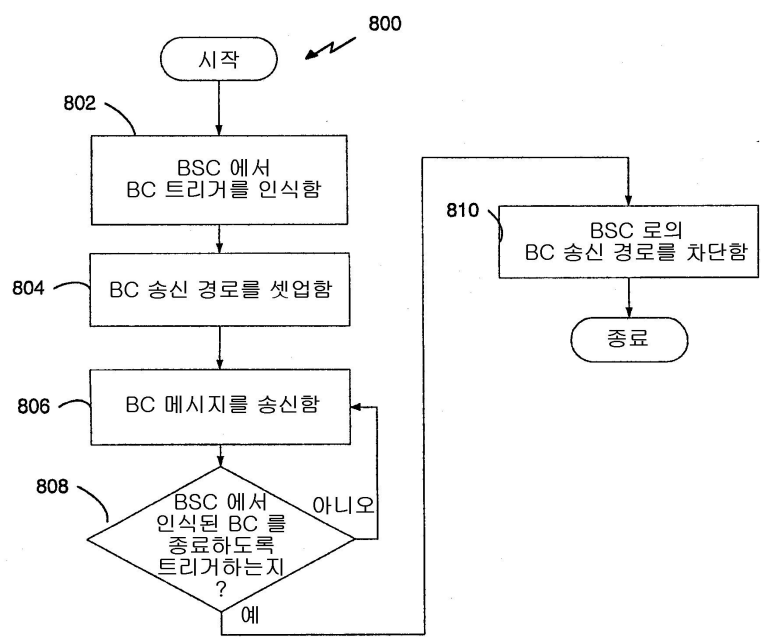 800
시작
802
BSC 에서
BC 트리거를 인식함
804
BC 송신 경로를 셋업함
806
BC 메시지를 송신함
808
BSC 에서
인식된 BC 를
종료하도록
트리거하는지
?
아니오
예
810
BSC 로의
BC 송신 경로를 차단함
종료